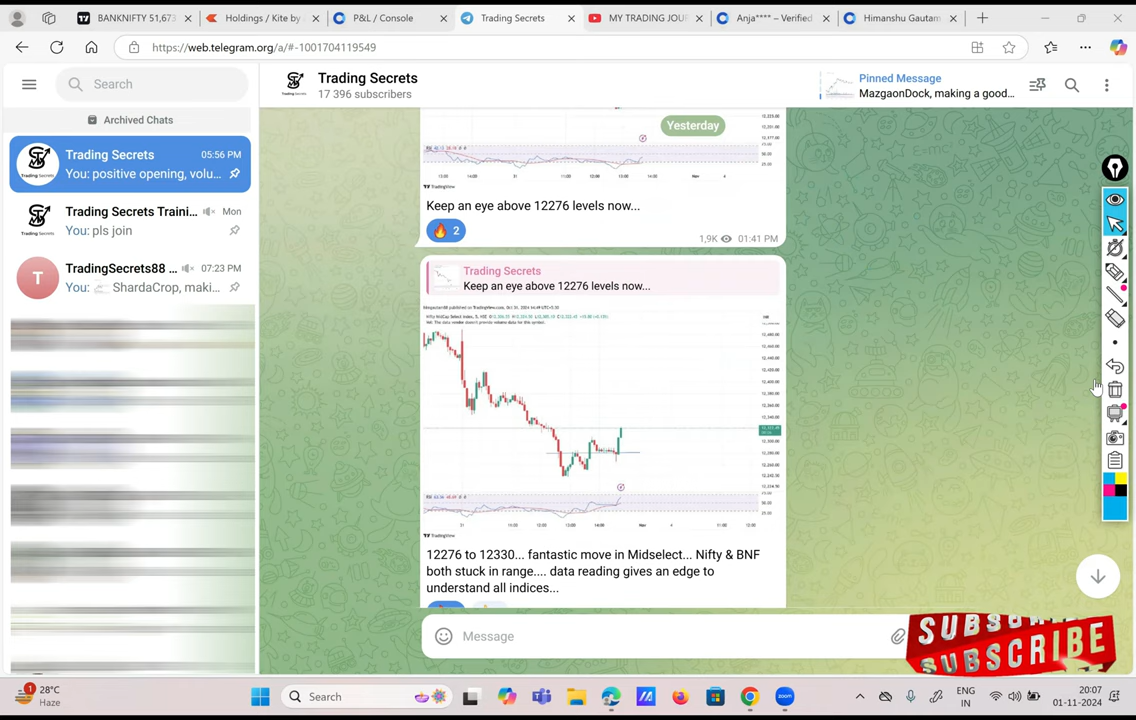 BANKNIFTY 51,673
Holdings / Kite by
P&L / Console
Trading Secrets
MY TRADING JOU
Anja**** – Verified
Himanshu Gautam
https://web.telegram.org/a/#-1001704119549
Search
Trading Secrets
17 396 subscribers
Pinned Message
MazgaonDock, making a good...
Archived Chats
Trading Secrets 05:56 PM
You: positive opening, volu...
Trading Secrets Traini... Mon
You: pls join
TradingSecrets88 ... 07:23 PM
You: ShardaCrop, maki...
T
Yesterday
TradingView
Keep an eye above 12276 levels now...
🔥 2
1,9K 01:41 PM
Trading Secrets
Keep an eye above 12276 levels now...
TradingView
12276 to 12330... fantastic move in Midselect... Nifty & BNF
both stuck in range.... data reading gives an edge to
understand all indices...
Message
SUBSCRIBE
28°C
Haze
1
Search
ENG
IN
20:07
01-11-2024